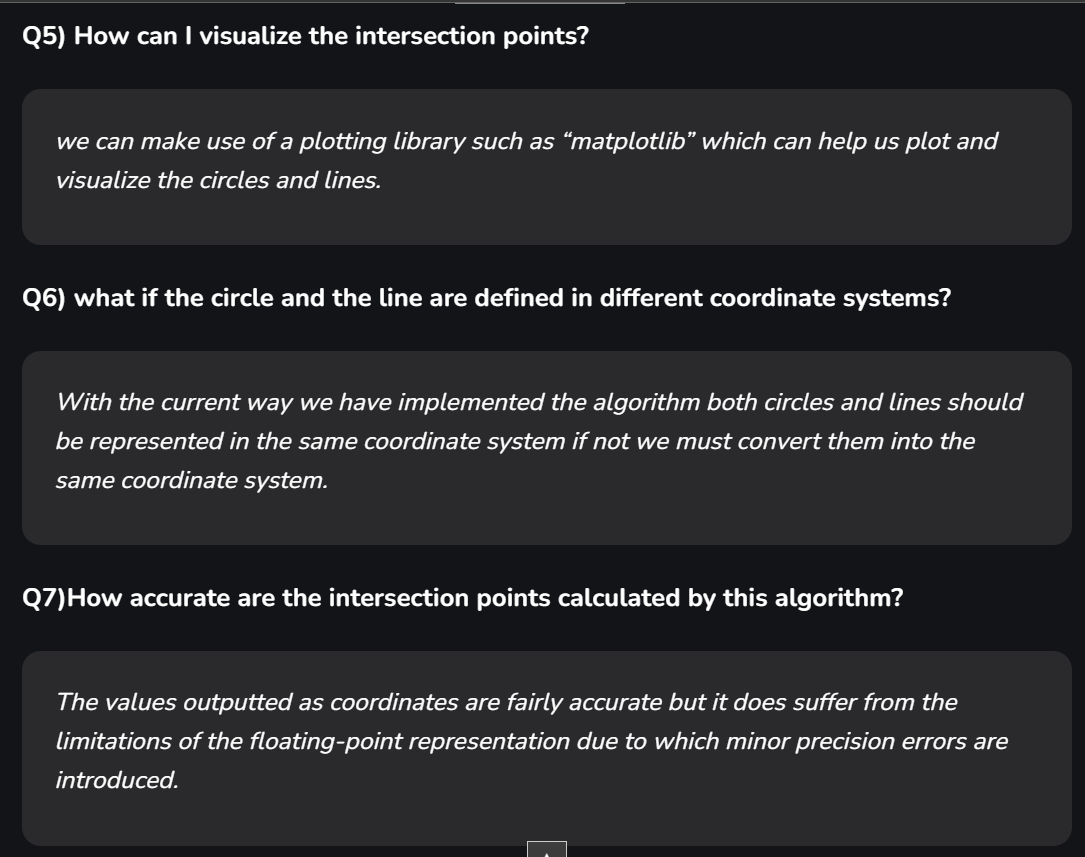 Q5) How can I visualize the intersection points?
we can make use of a plotting library such as “matplotlib” which can help us plot and
visualize the circles and lines.
Q6) what if the circle and the line are defined in different coordinate systems?
With the current way we have implemented the algorithm both circles and lines should
be represented in the same coordinate system if not we must convert them into the
same coordinate system.
Q7)How accurate are the intersection points calculated by this algorithm?
The values outputted as coordinates are fairly accurate but it does suffer from the
limitations of the floating-point representation due to which minor precision errors are
introduced.